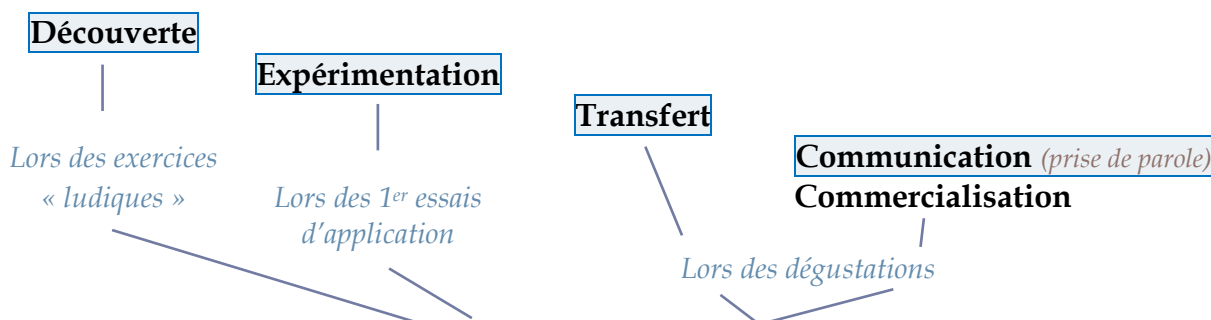 Découverte
Expérimentation
Transfert
Communication (prise de parole)
Commercialisation
Lors des exercices
« ludiques »
Lors des 1er essais
d’application
Lors des dégustations